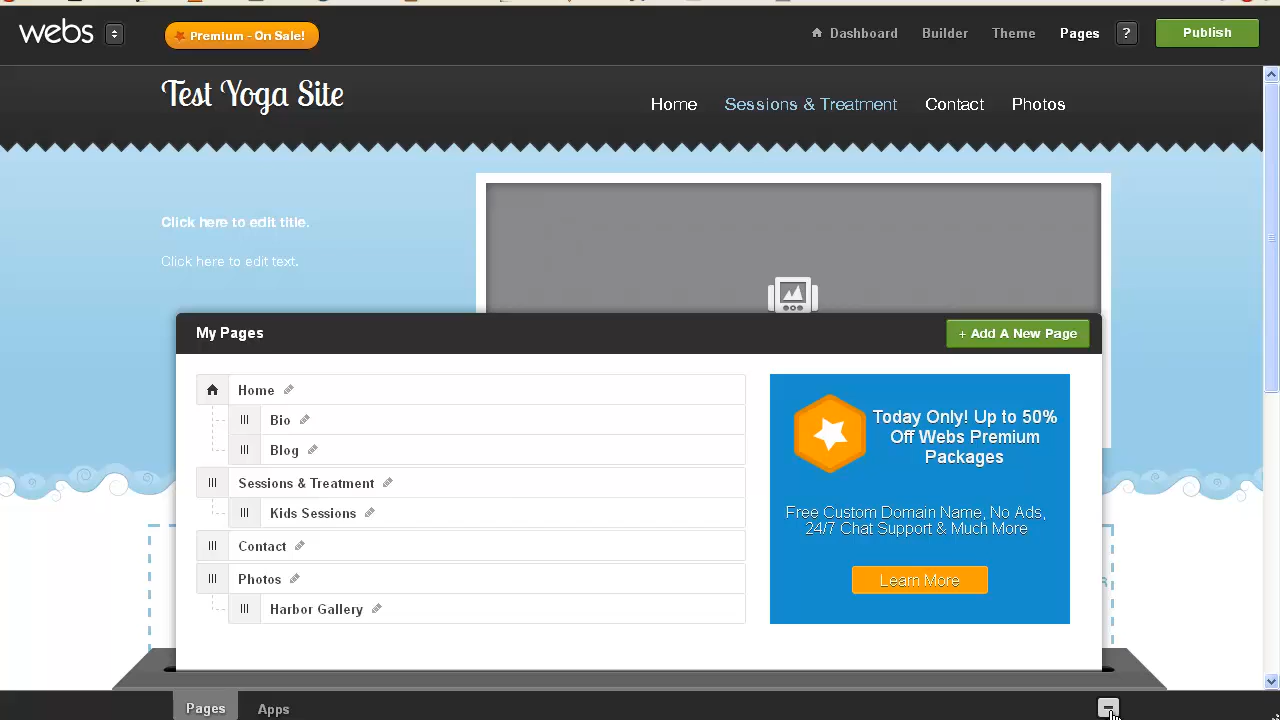 webs
Premium - On Sale!
Dashboard
Builder
Theme
Pages
?
Publish
Test Yoga Site
Home
Sessions & Treatment
Contact
Photos
Click here to edit title.
Click here to edit text.
My Pages
+ Add A New Page
Home
Bio
Blog
Sessions & Treatment
Kids Sessions
Contact
Photos
Harbor Gallery
Today Only! Up to 50%
Off Webs Premium
Packages
Free Custom Domain Name, No Ads,
24/7 Chat Support & Much More
Learn More
Pages
Apps